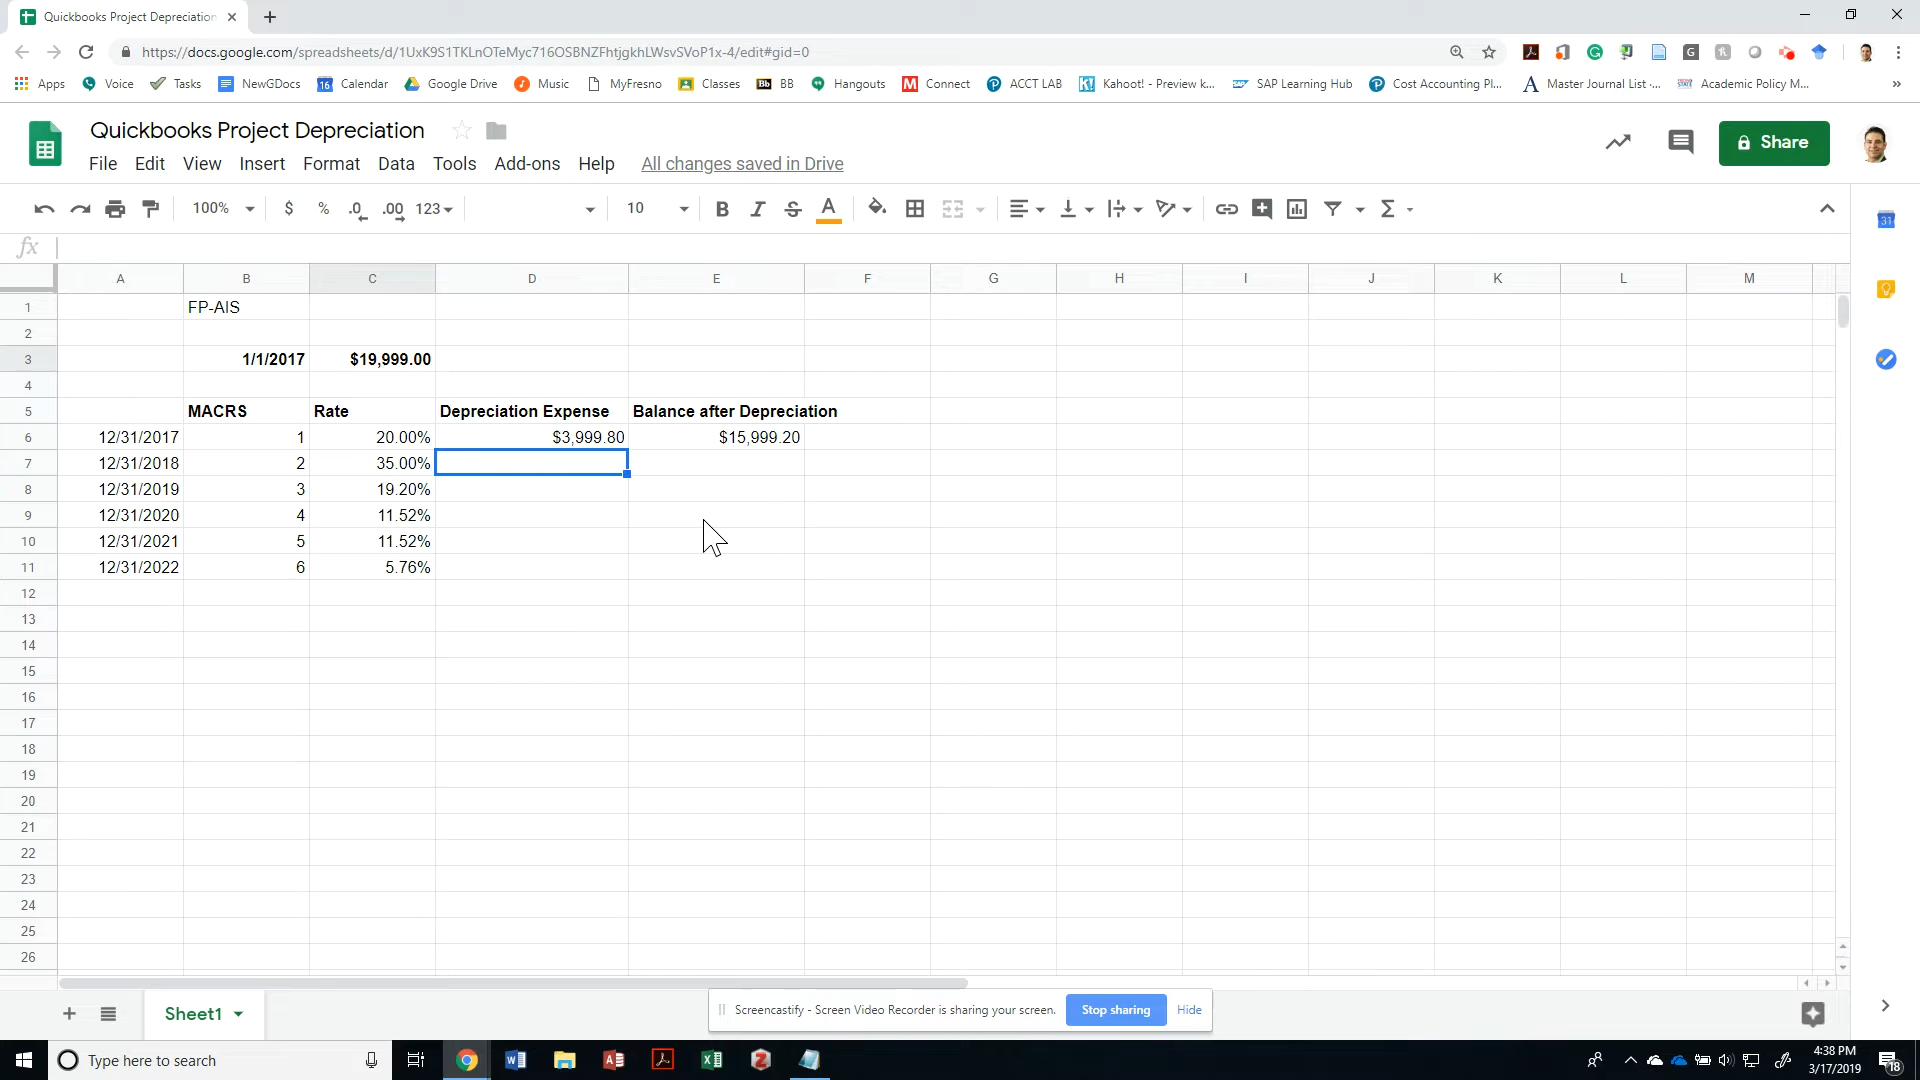 Quickbooks Project Depreciation
https://docs.google.com/spreadsheets/d/1UxK9S1TKLnOTeMyc716OSBNZFhtjgkhLWsvSVoP1x-4/edit#gid=0
Apps Voice Tasks NewGDocs 16 Calendar Google Drive Music MyFresno Classes Bb BB Hangouts M Connect ACCT LAB K! Kahoot! - Preview k... SAP Learning Hub Cost Accounting Pl... A Master Journal List -... Academic Policy M... »
Quickbooks Project Depreciation
File Edit View Insert Format Data Tools Add-ons Help All changes saved in Drive
Share
100% $ % .0 .00 123 10 B I S A Σ
31
fx
A B C D E F G H I J K L M
1 FP-AIS
2
3 1/1/2017 $19,999.00
4
5 MACRS Rate Depreciation Expense Balance after Depreciation
6 12/31/2017 1 20.00% $3,999.80 $15,999.20
7 12/31/2018 2 35.00%
8 12/31/2019 3 19.20%
9 12/31/2020 4 11.52%
10 12/31/2021 5 11.52%
11 12/31/2022 6 5.76%
12
13
14
15
16
17
18
19
20
21
22
23
24
25
26
Sheet1
Screencastify - Screen Video Recorder is sharing your screen. Stop sharing Hide
Type here to search
4:38 PM
3/17/2019
18